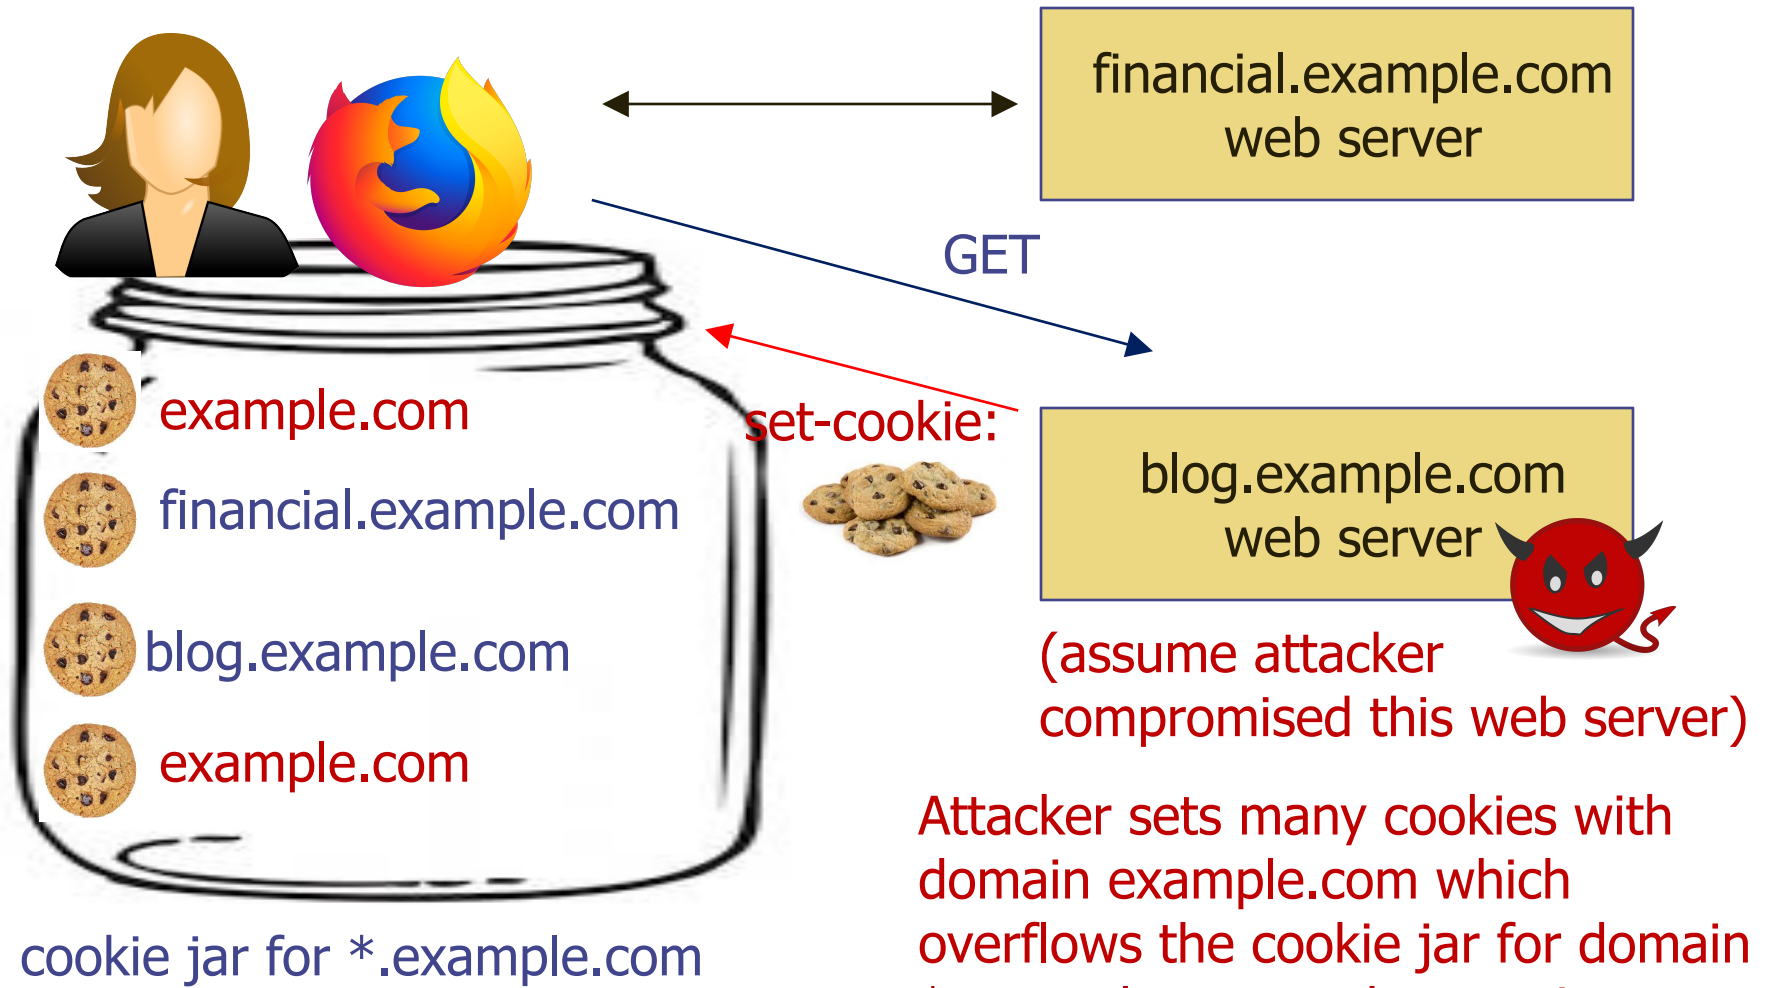 financial.example.com
web server
GET
set-cookie:
example.com
financial.example.com
blog.example.com
example.com
cookie jar for *.example.com
blog.example.com
web server
(assume attacker
compromised this web server)
Attacker sets many cookies with
domain example.com which
overflows the cookie jar for domain